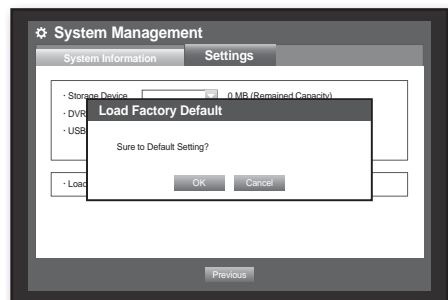 System Management
System Information Settings
· Storage Device 0 MB (Remained Capacity)
· DVR
· USB
Load Factory Default
Sure to Default Setting?
OK Cancel
· Load
Previous